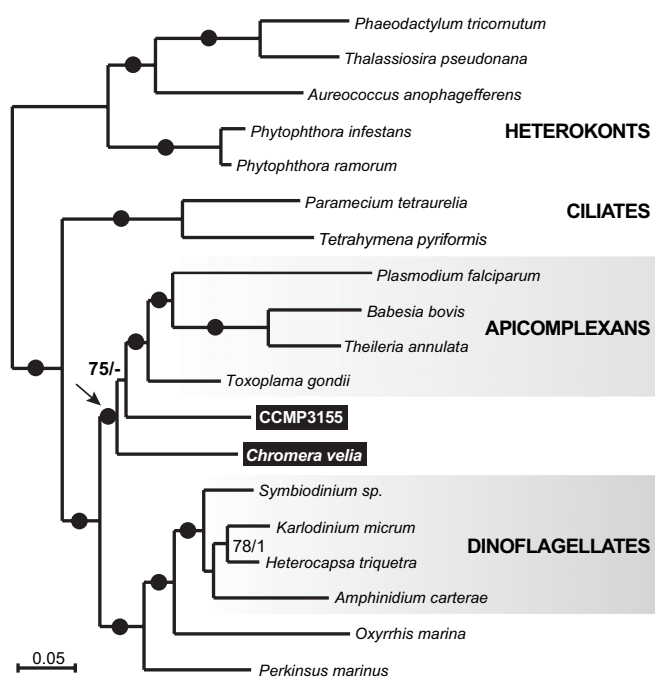 Phaeodactylum tricornutum
Thalassiosira pseudonana
Aureococcus anophagefferens
Phytophthora infestans
HETEROKONTS
Phytophthora ramorum
Paramecium tetraurelia
CILIATES
Tetrahymena pyriformis
Plasmodium falciparum
Babesia bovis
APICOMPLEXANS
Theileria annulata
75/-
Toxoplama gondii
CCMP3155
Chromera velia
Symbiodinium sp.
Karlodinium micrum
78/1
DINOFLAGELLATES
Heterocapsa triquetra
Amphinidium carterae
Oxyrrhis marina
0.05
Perkinsus marinus